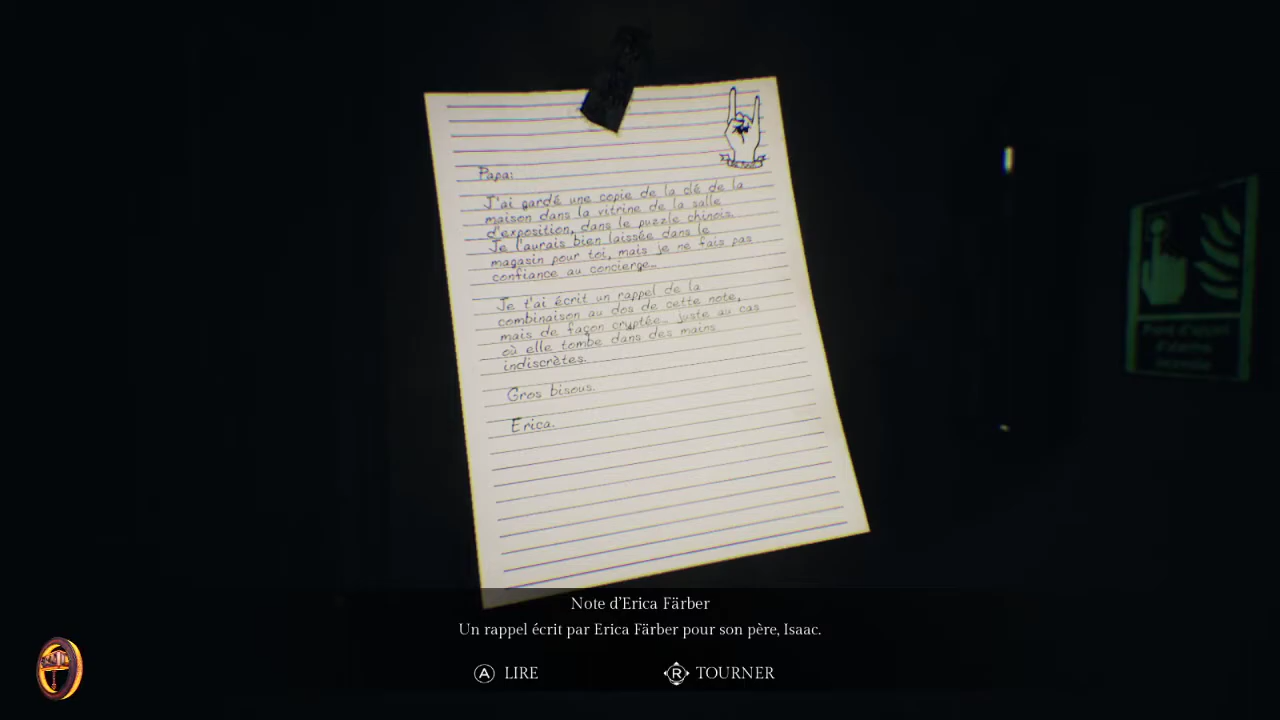 Papa:
J'ai gardé une copie de la clé de la
maison dans la vitrine de la salle
d'exposition, dans le puzzle chinois.
Je l'aurais bien laissée dans le
magasin pour toi, mais je ne fais pas
confiance au concierge...
Je t'ai écrit un rappel de la
combinaison au dos de cette note,
mais de façon cryptée... juste au cas
où elle tombe dans des mains
indiscrètes.
Gros bisous.
Erica.
Point d'appel
d'alarme
incendie
Note d'Erica Färber
Un rappel écrit par Erica Färber pour son père, Isaac.
A LIRE
R TOURNER